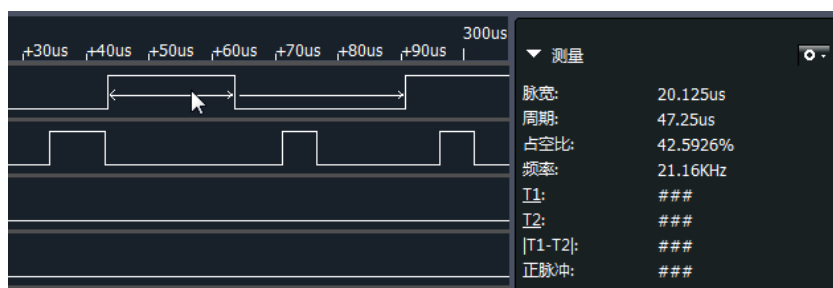 300us
+30us +40us +50us +60us +70us +80us +90us
测量
脉宽: 20.125us
周期: 47.25us
占空比: 42.5926%
频率: 21.16KHz
T1: ###
T2: ###
|T1-T2|: ###
正脉冲: ###